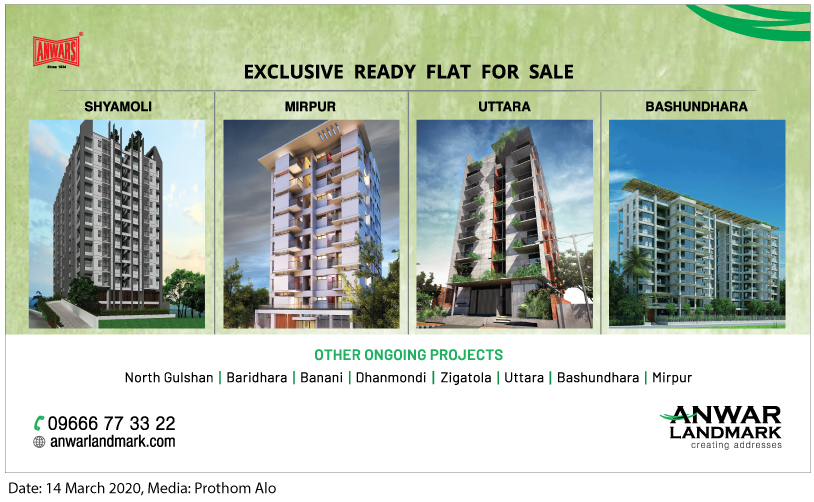 ANWARS
Since 1834
EXCLUSIVE READY FLAT FOR SALE
SHYAMOLI
MIRPUR
UTTARA
BASHUNDHARA
OTHER ONGOING PROJECTS
North Gulshan | Baridhara | Banani | Dhanmondi | Zigatola | Uttara | Bashundhara | Mirpur
09666 77 33 22
anwarlandmark.com
ANWAR
LANDMARK
creating addresses
Date: 14 March 2020, Media: Prothom Alo